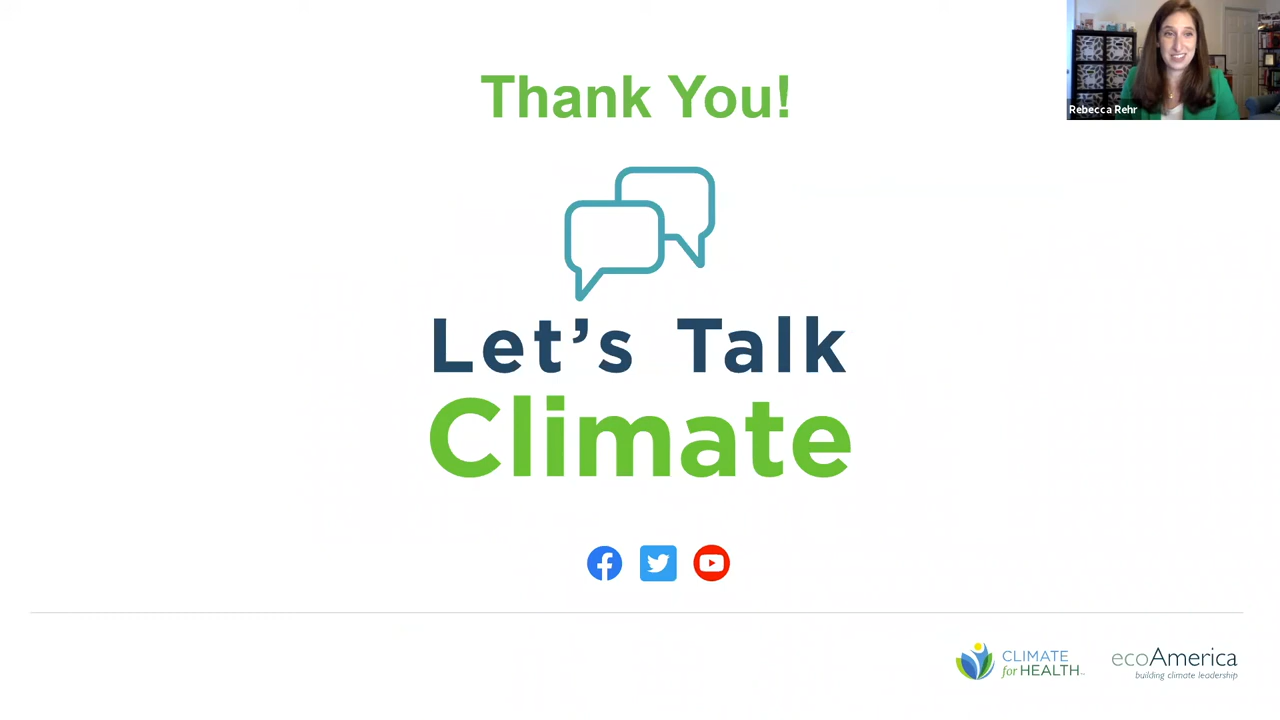 Thank You!
Rebecca Rehr
Let's Talk
Climate
CLIMATE
for HEALTH
ecoAmerica
building climate leadership